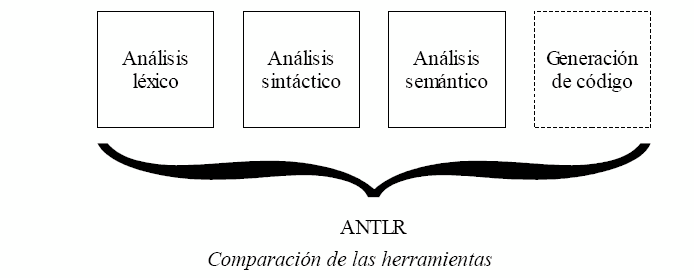 Análisis
léxico
Análisis
sintáctico
Análisis
semántico
Generación
de código
ANTLR
Comparación de las herramientas